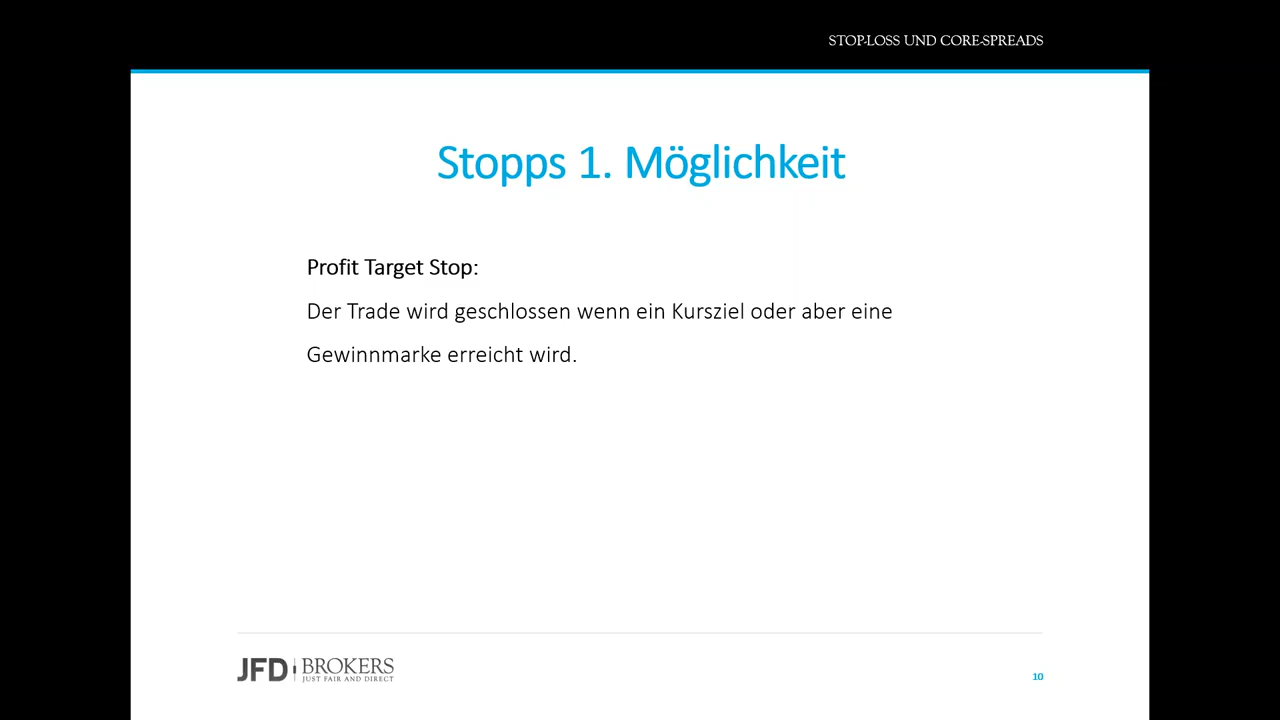 STOP-LOSS UND CORE-SPREADS
Stopps 1. Möglichkeit
Profit Target Stop:
Der Trade wird geschlossen wenn ein Kursziel oder aber eine
Gewinnmarke erreicht wird.
JFD BROKERS
JUST FAIR AND DIRECT
10